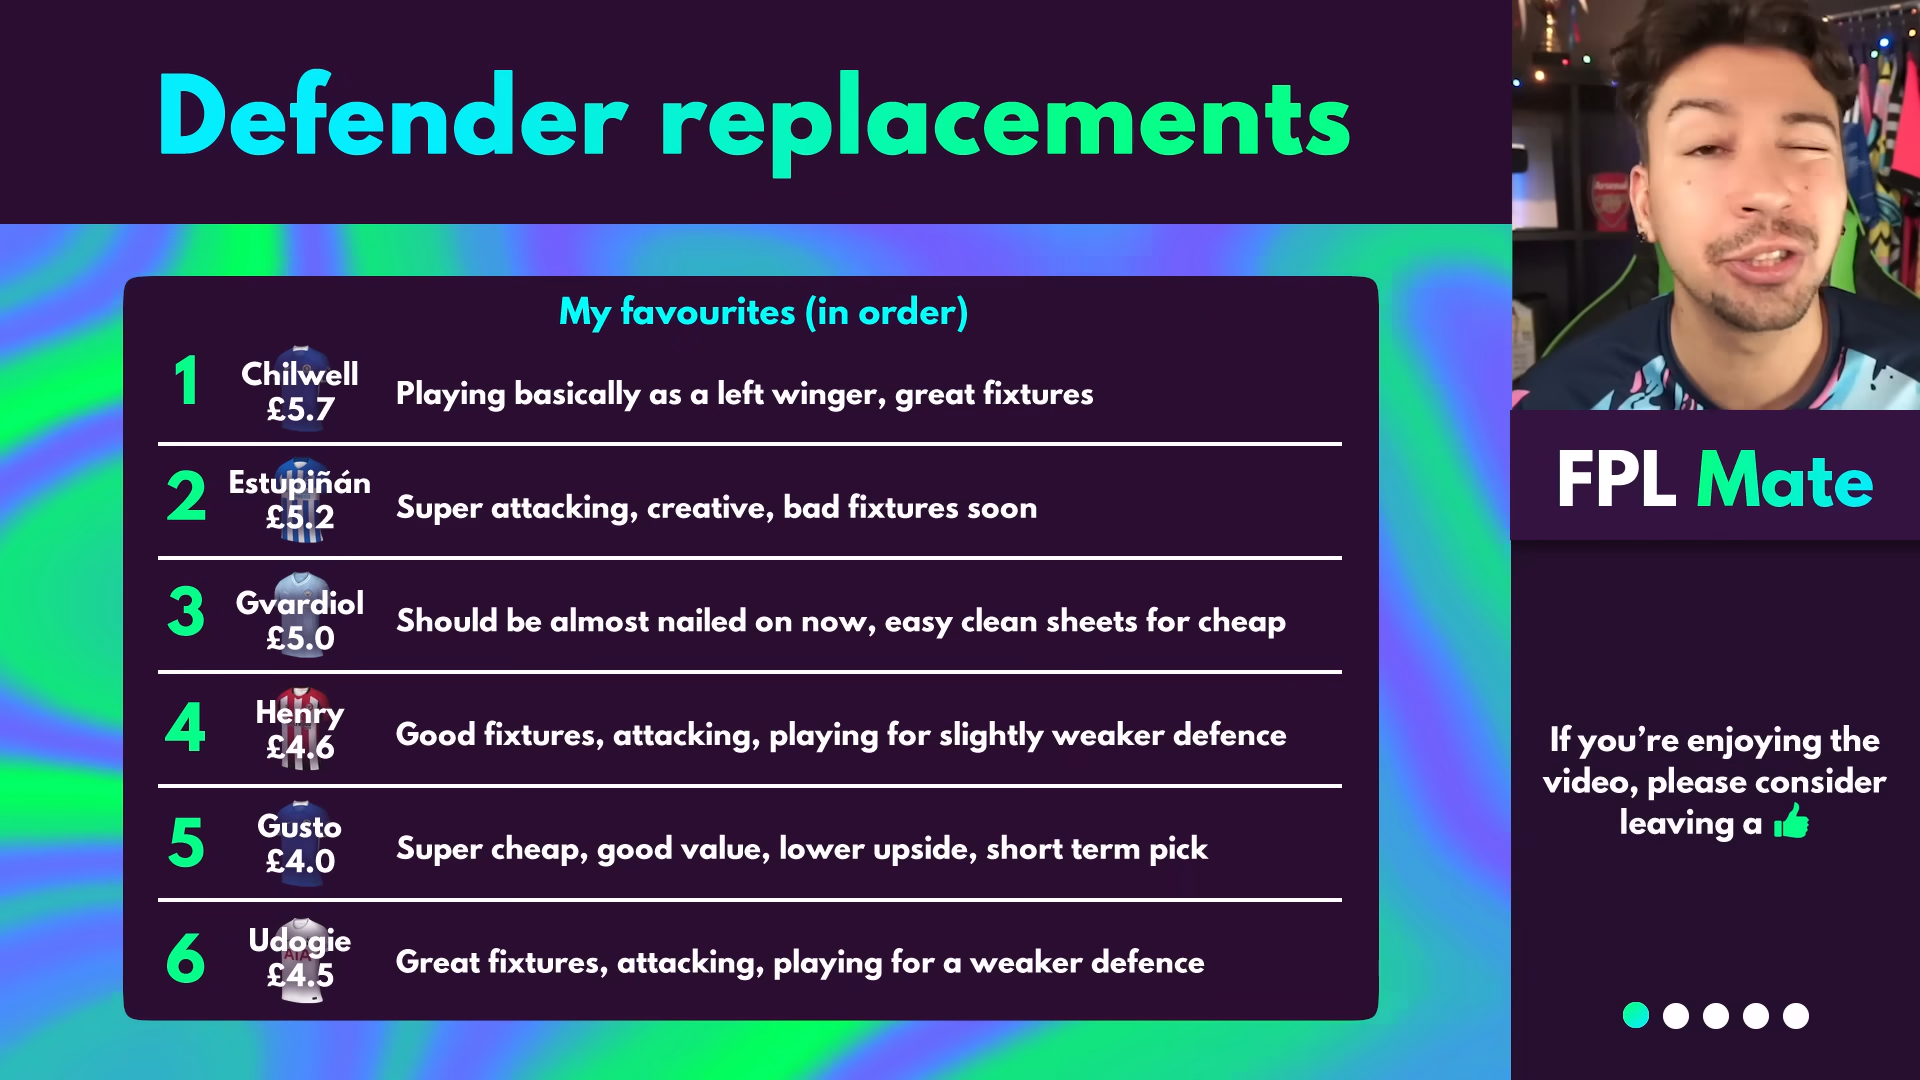 Defender replacements
My favourites (in order)
1 Chilwell £5.7 Playing basically as a left winger, great fixtures
2 Estupiñán £5.2 Super attacking, creative, bad fixtures soon
3 Gvardiol £5.0 Should be almost nailed on now, easy clean sheets for cheap
4 Henry £4.6 Good fixtures, attacking, playing for slightly weaker defence
5 Gusto £4.0 Super cheap, good value, lower upside, short term pick
6 Udogie £4.5 Great fixtures, attacking, playing for a weaker defence
AIA
Arsenal
FPL Mate
If you’re enjoying the
video, please consider
leaving a